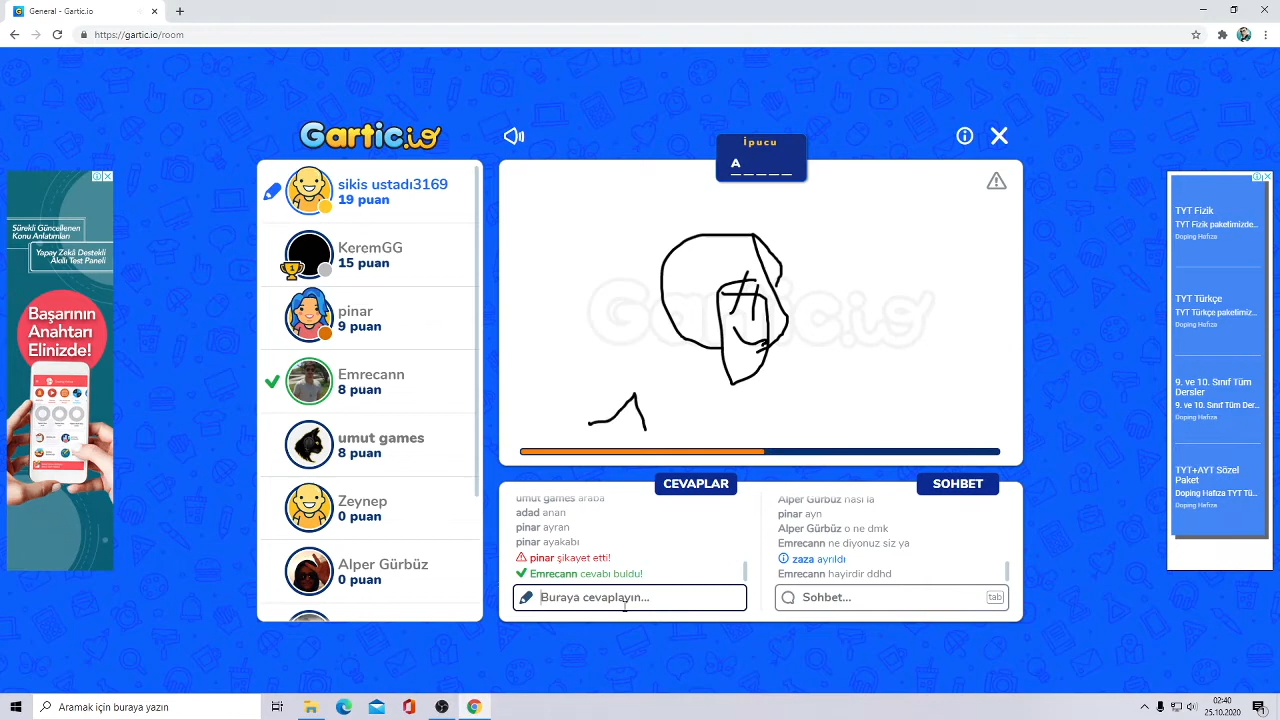 General - Gartic.io
https://gartic.io/room
Gartic.io
sikis ustadı3169
19 puan
KeremGG
15 puan
pinar
9 puan
Emrecann
8 puan
umut games
8 puan
Zeynep
0 puan
Alper Gürbüz
0 puan
İpucu
A _ _ _ _
Gartic.io
CEVAPLAR
umut games araba
adad anan
pinar ayran
pinar ayakabı
pinar şikayet etti!
Emrecann cevabı buldu!
Buraya cevaplayın...
SOHBET
Alper Gürbüz nası la
pinar ayn
Alper Gürbüz o ne dmk
Emrecann ne diyonuz siz ya
zaza ayrıldı
Emrecann hayirdir ddhd
Sohbet...
tab
Sürekli Güncellenen
Konu Anlatımları
Yapay Zekâ Destekli
Akıllı Test Paneli
Başarının
Anahtarı
Elinizde!
TYT Fizik
TYT Fizik paketimizde...
Doping Hafıza
TYT Türkçe
TYT Türkçe paketimiz...
Doping Hafıza
9. ve 10. Sınıf Tüm
Dersler
9. ve 10. Sınıf Tüm Der...
Doping Hafıza
TYT+AYT Sözel
Paket
Doping Hafıza TYT Tü...
Doping Hafıza
Aramak için buraya yazın
02:40
25.10.2020